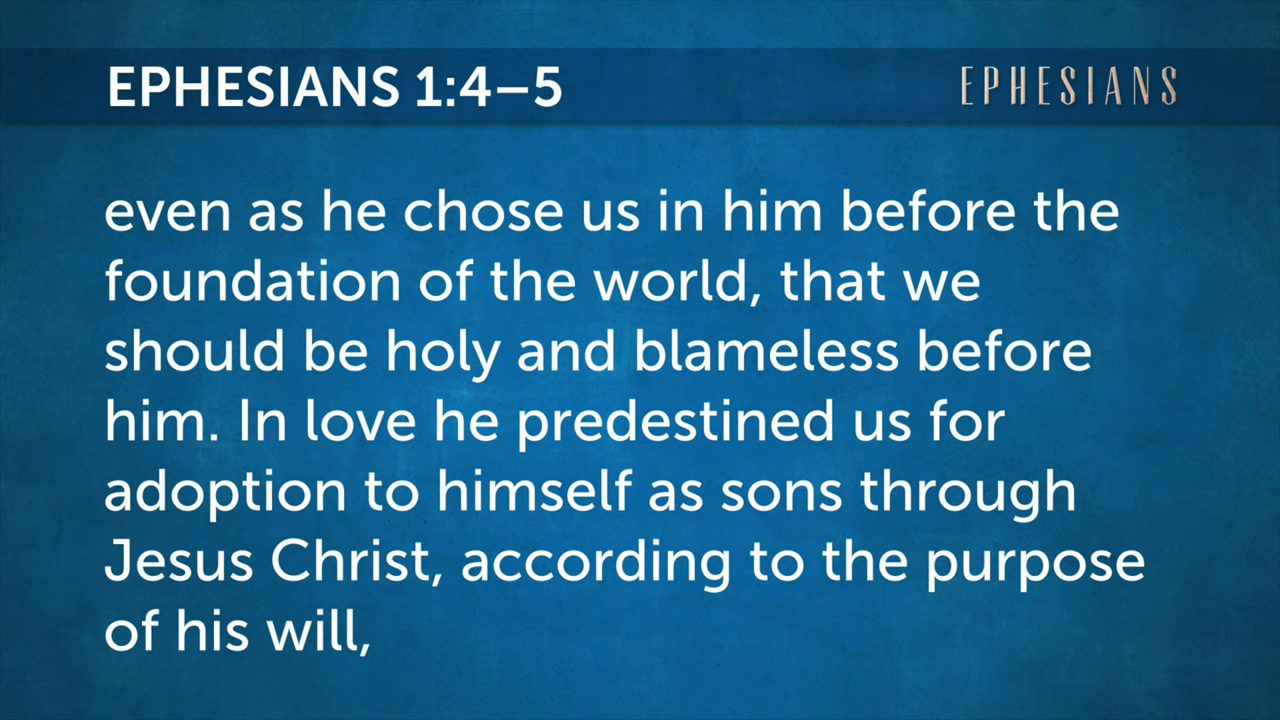 EPHESIANS 1:4–5
EPHESIANS
even as he chose us in him before the
foundation of the world, that we
should be holy and blameless before
him. In love he predestined us for
adoption to himself as sons through
Jesus Christ, according to the purpose
of his will,